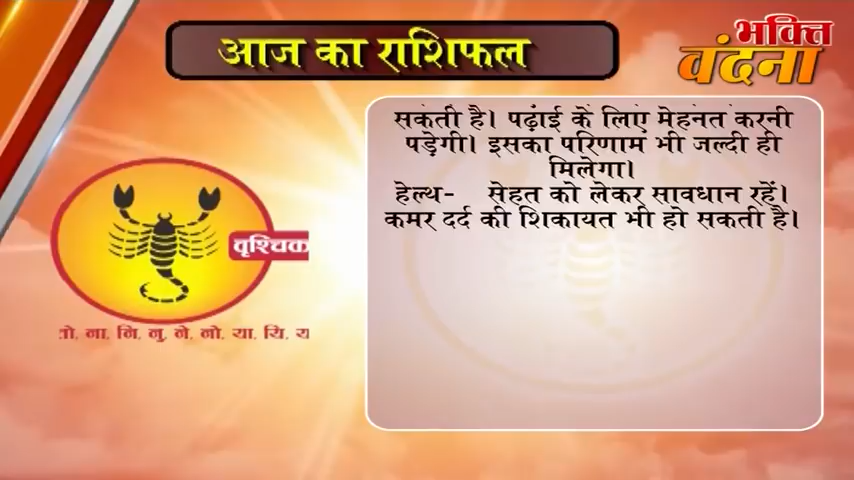 आज का राशिफल
भक्ति
वंदना
सकती है। पढ़ाई के लिए मेहनत करनी
पड़ेगी। इसका परिणाम भी जल्दी ही
मिलेगा।
हेल्थ- सेहत को लेकर सावधान रहें।
कमर दर्द की शिकायत भी हो सकती है।
वृश्चिक
ना, नि, नु, ने, नो, या, यि,